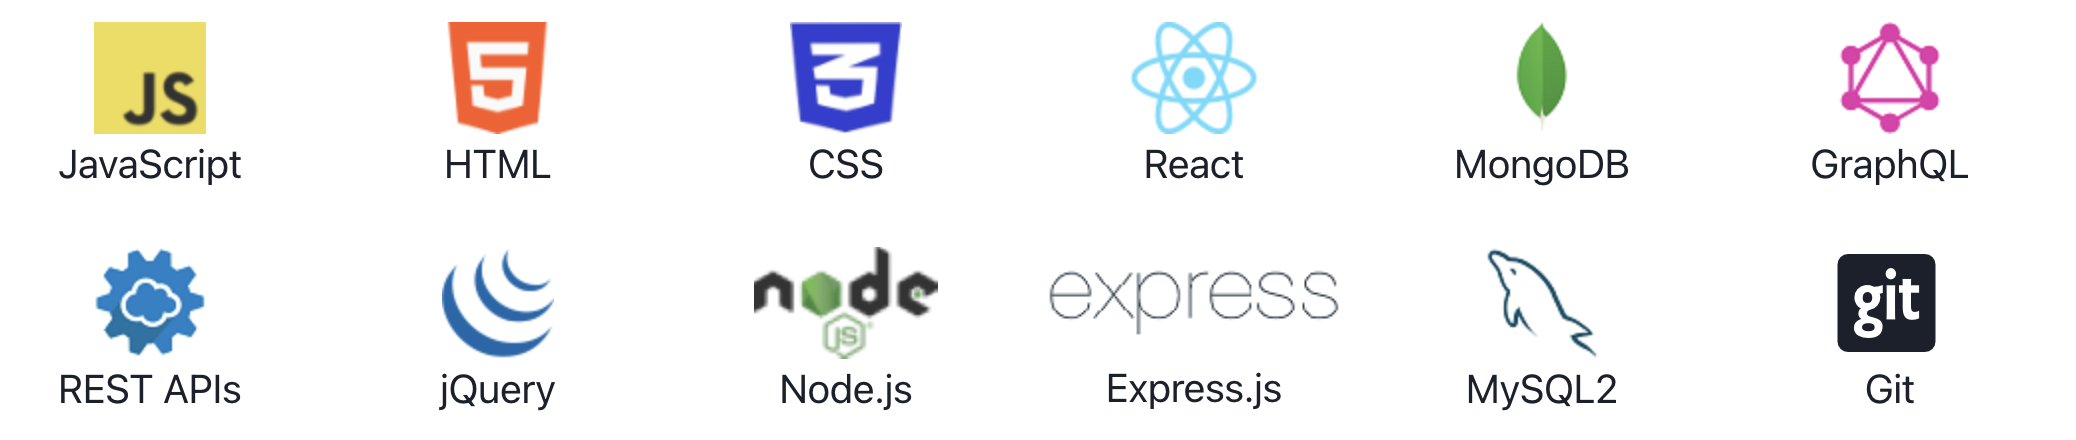 JS
5
3
JavaScript HTML CSS React MongoDB GraphQL
node
JS
express
git
REST APIs jQuery Node.js Express.js MySQL2 Git